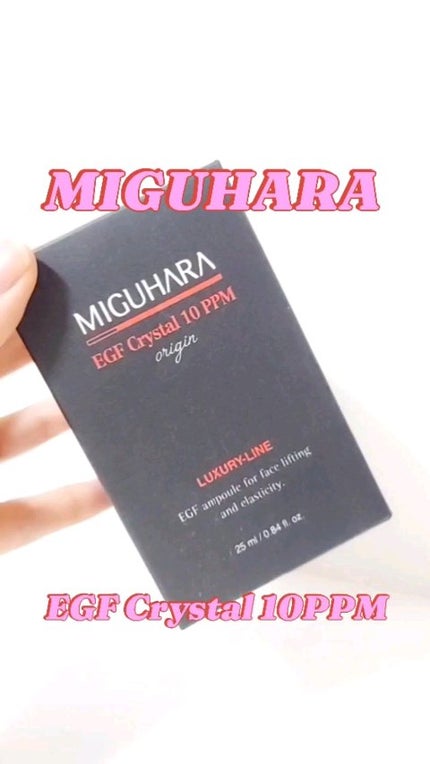 MIGUHARA
MIGUHARA
EGF Crystal 10 PPM
origin
LUXURY-LINE
EGF ampoule for face lifting
and elasticity.
25 ml / 0.84 fl. oz.
EGF Crystal 10PPM